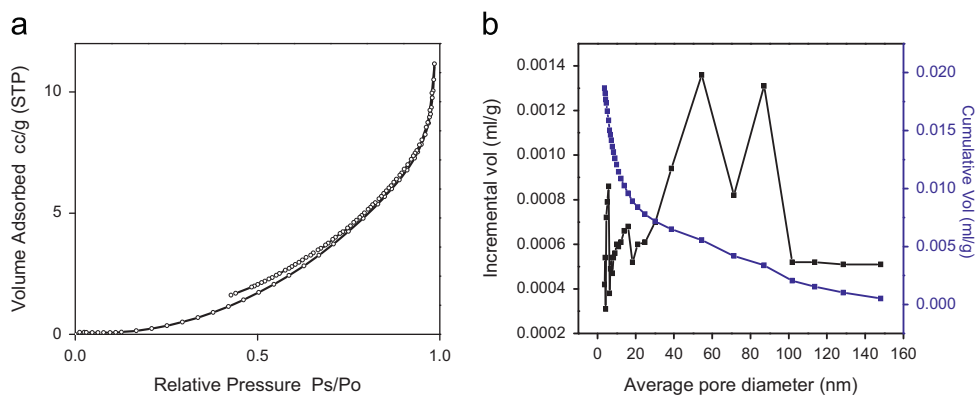 a
Volume Adsorbed cc/g (STP)
10
5
0
0.0
0.5
1.0
Relative Pressure Ps/Po
b
Incremental vol (ml/g)
0.0014
0.0012
0.0010
0.0008
0.0006
0.0004
0.0002
0 20 40 60 80 100 120 140 160
Average pore diameter (nm)
0.020
0.015
0.010
0.005
0.000
Cumulative Vol (ml/g)